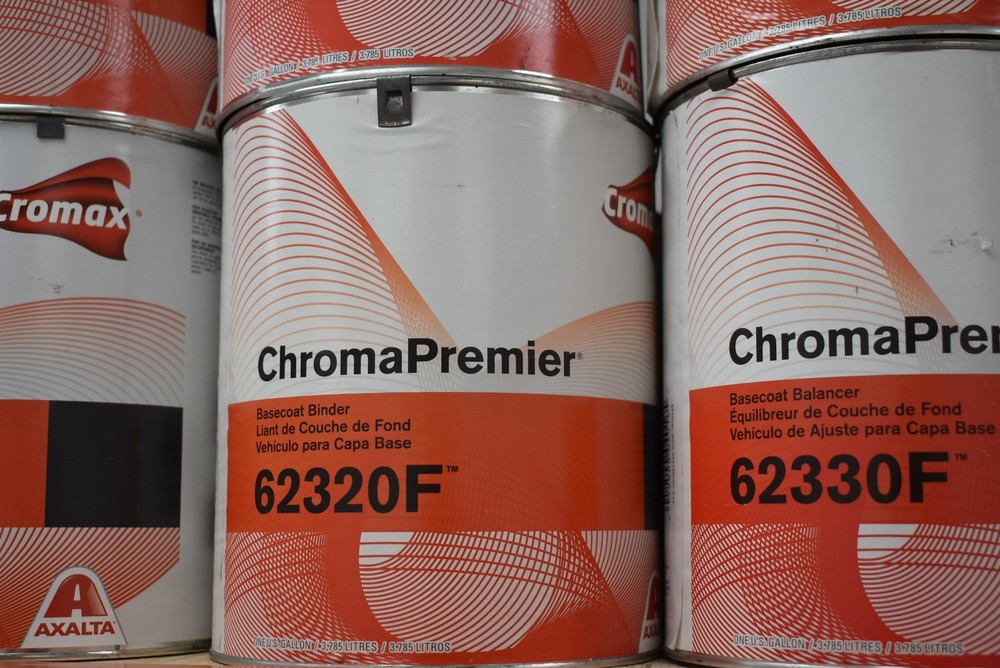 ONE U.S. GALLON / 3.785 LITRES / 3.785 LITROS
AXALTA
ONE U.S. GALLON / 3.785 LITRES / 3.785 LITROS
Cromax®
AXALTA
Crom
ChromaPremier®
Basecoat Binder
Liant de Couche de Fond
Vehículo para Capa Base
62320F™
ONE U.S. GALLON / 3.785 LITRES / 3.785 LITROS
ChromaPrem
Basecoat Balancer
Équilibreur de Couche de Fond
Vehículo de Ajuste para Capa Base
62330F™
ONE U.S. GALLON / 3.785 LITRES / 3.785 LITROS